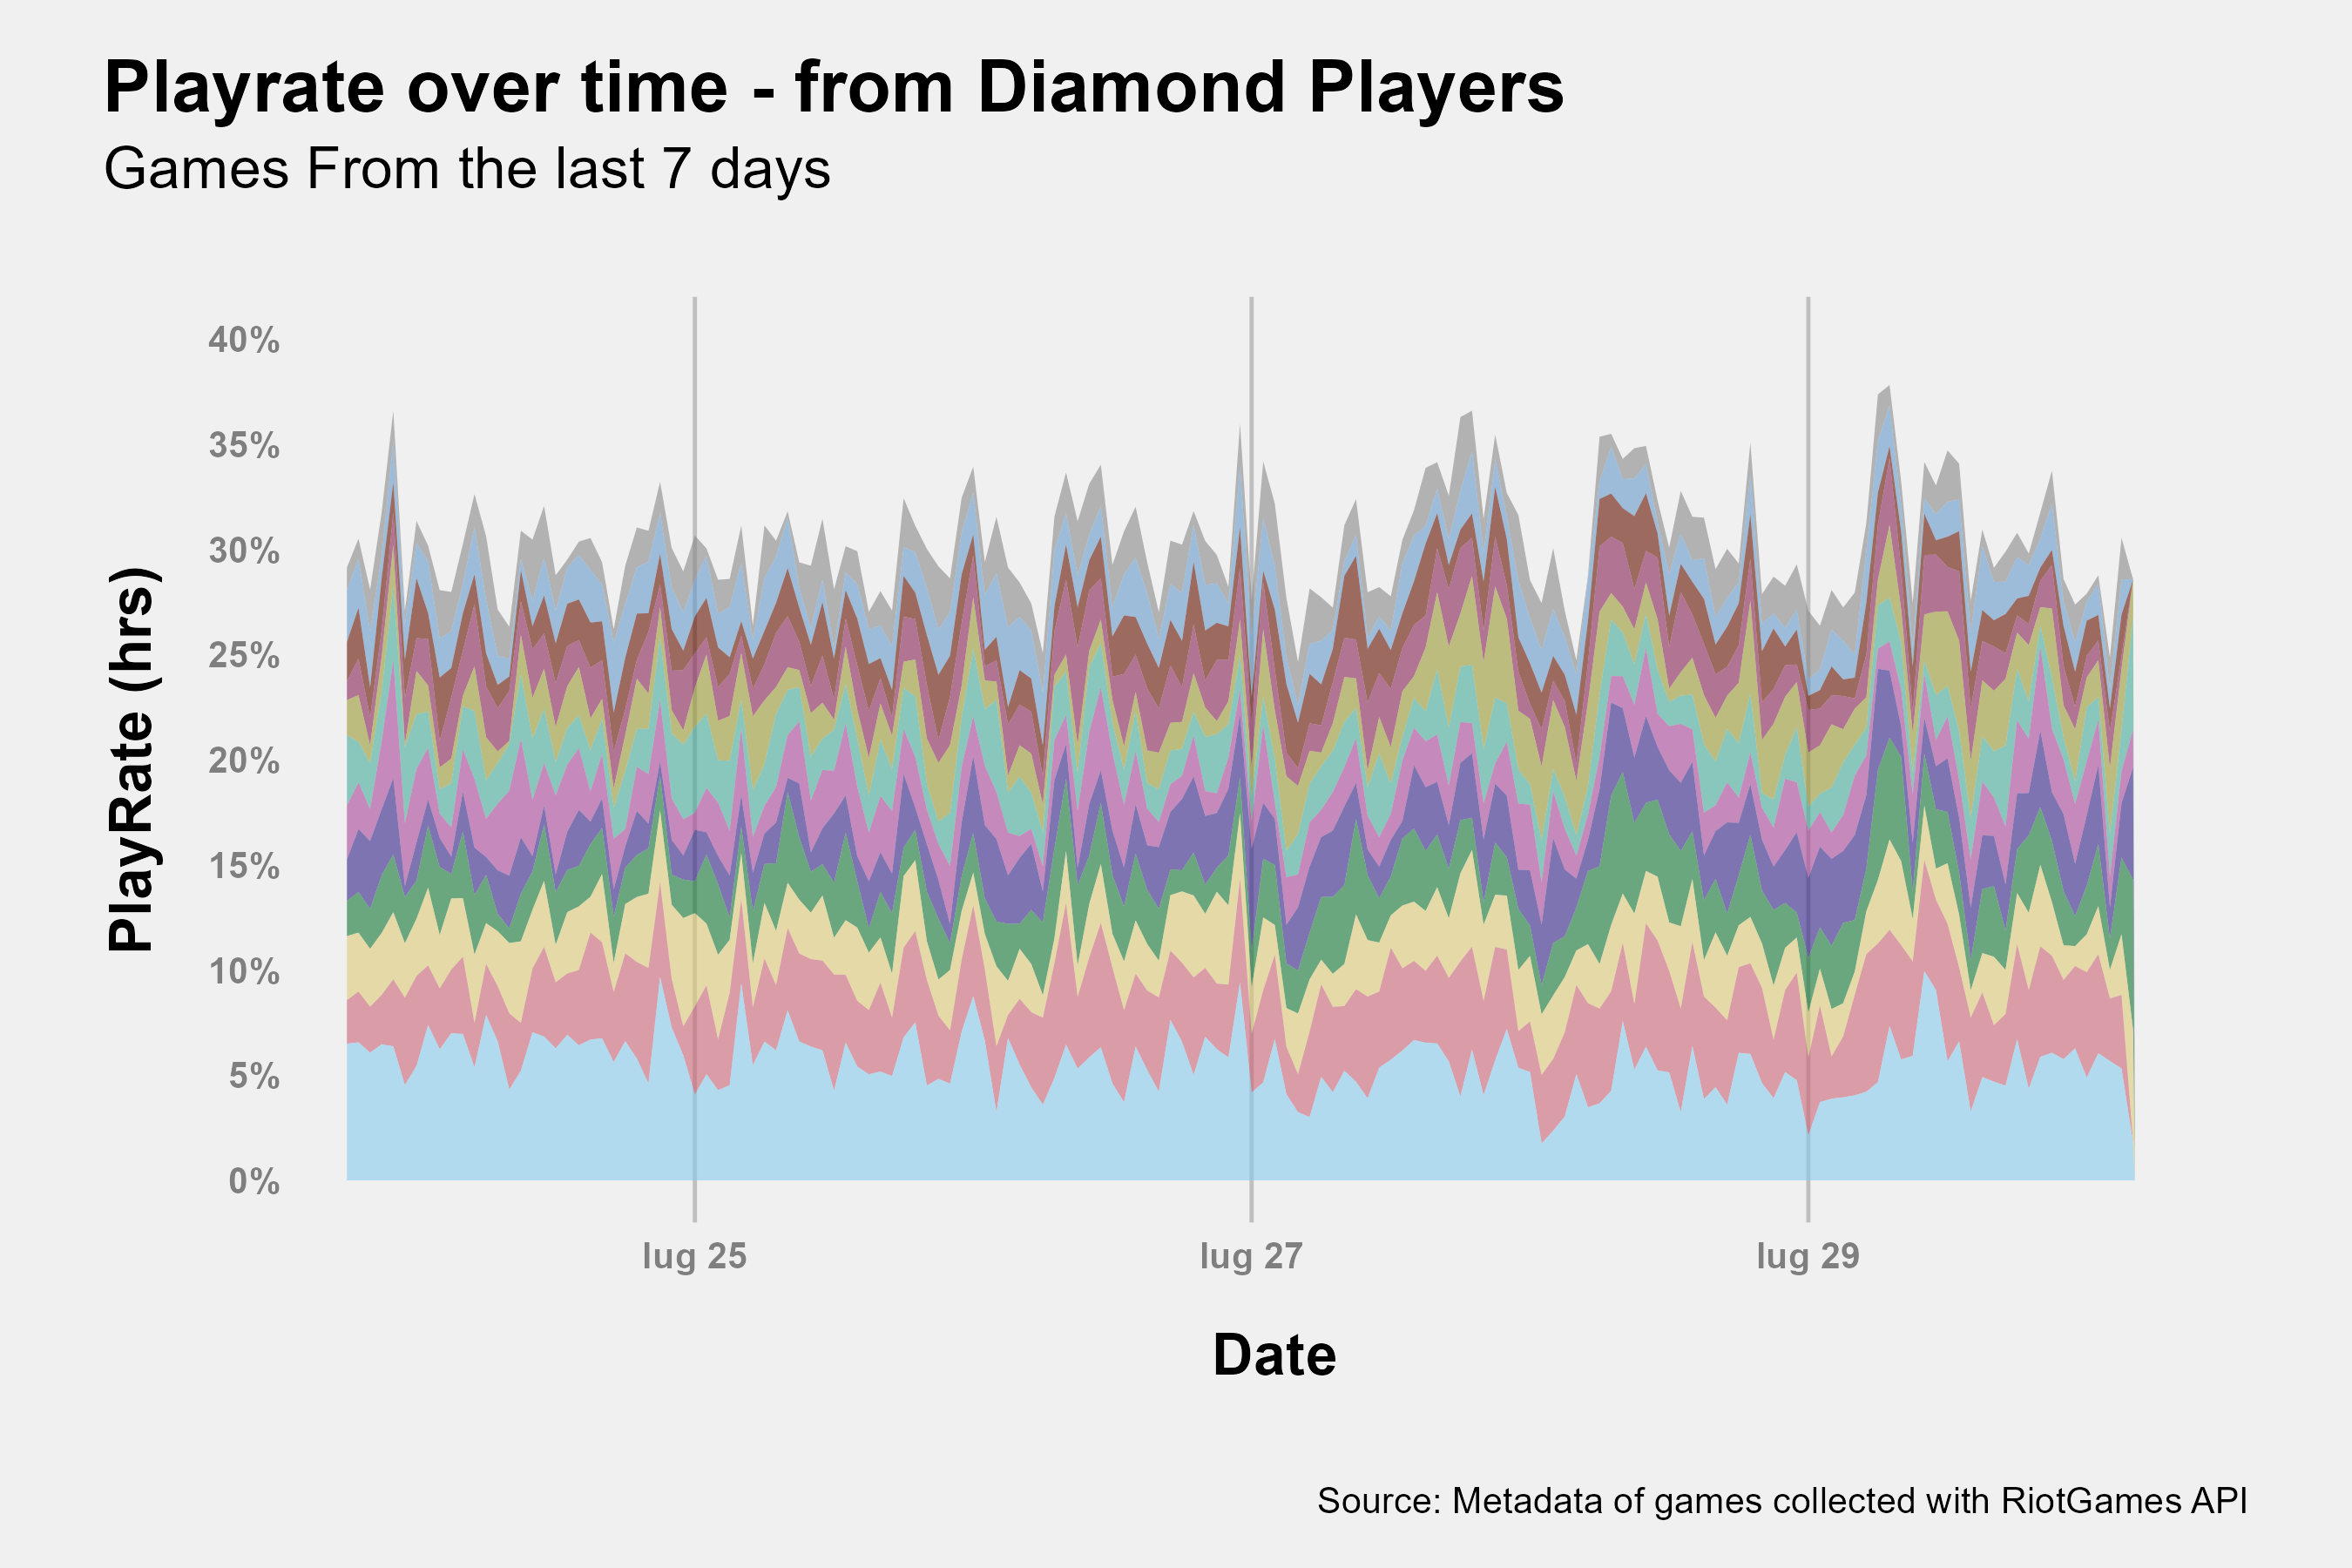 Playrate over time - from Diamond Players
Games From the last 7 days
PlayRate (hrs)
40%
35%
30%
25%
20%
15%
10%
5%
0%
lug 25
lug 27
lug 29
Date
Source: Metadata of games collected with RiotGames API